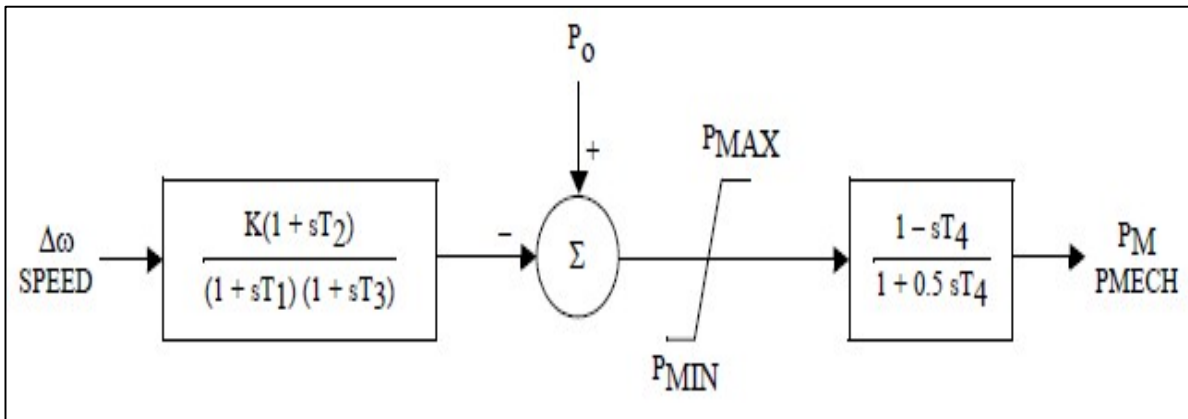 P₀
+
PMAX
Δω
SPEED
K(1 + sT₂)
(1 + sT₁) (1 + sT₃)
−
Σ
1 − sT₄
1 + 0.5 sT₄
PM
PMECH
PMIN